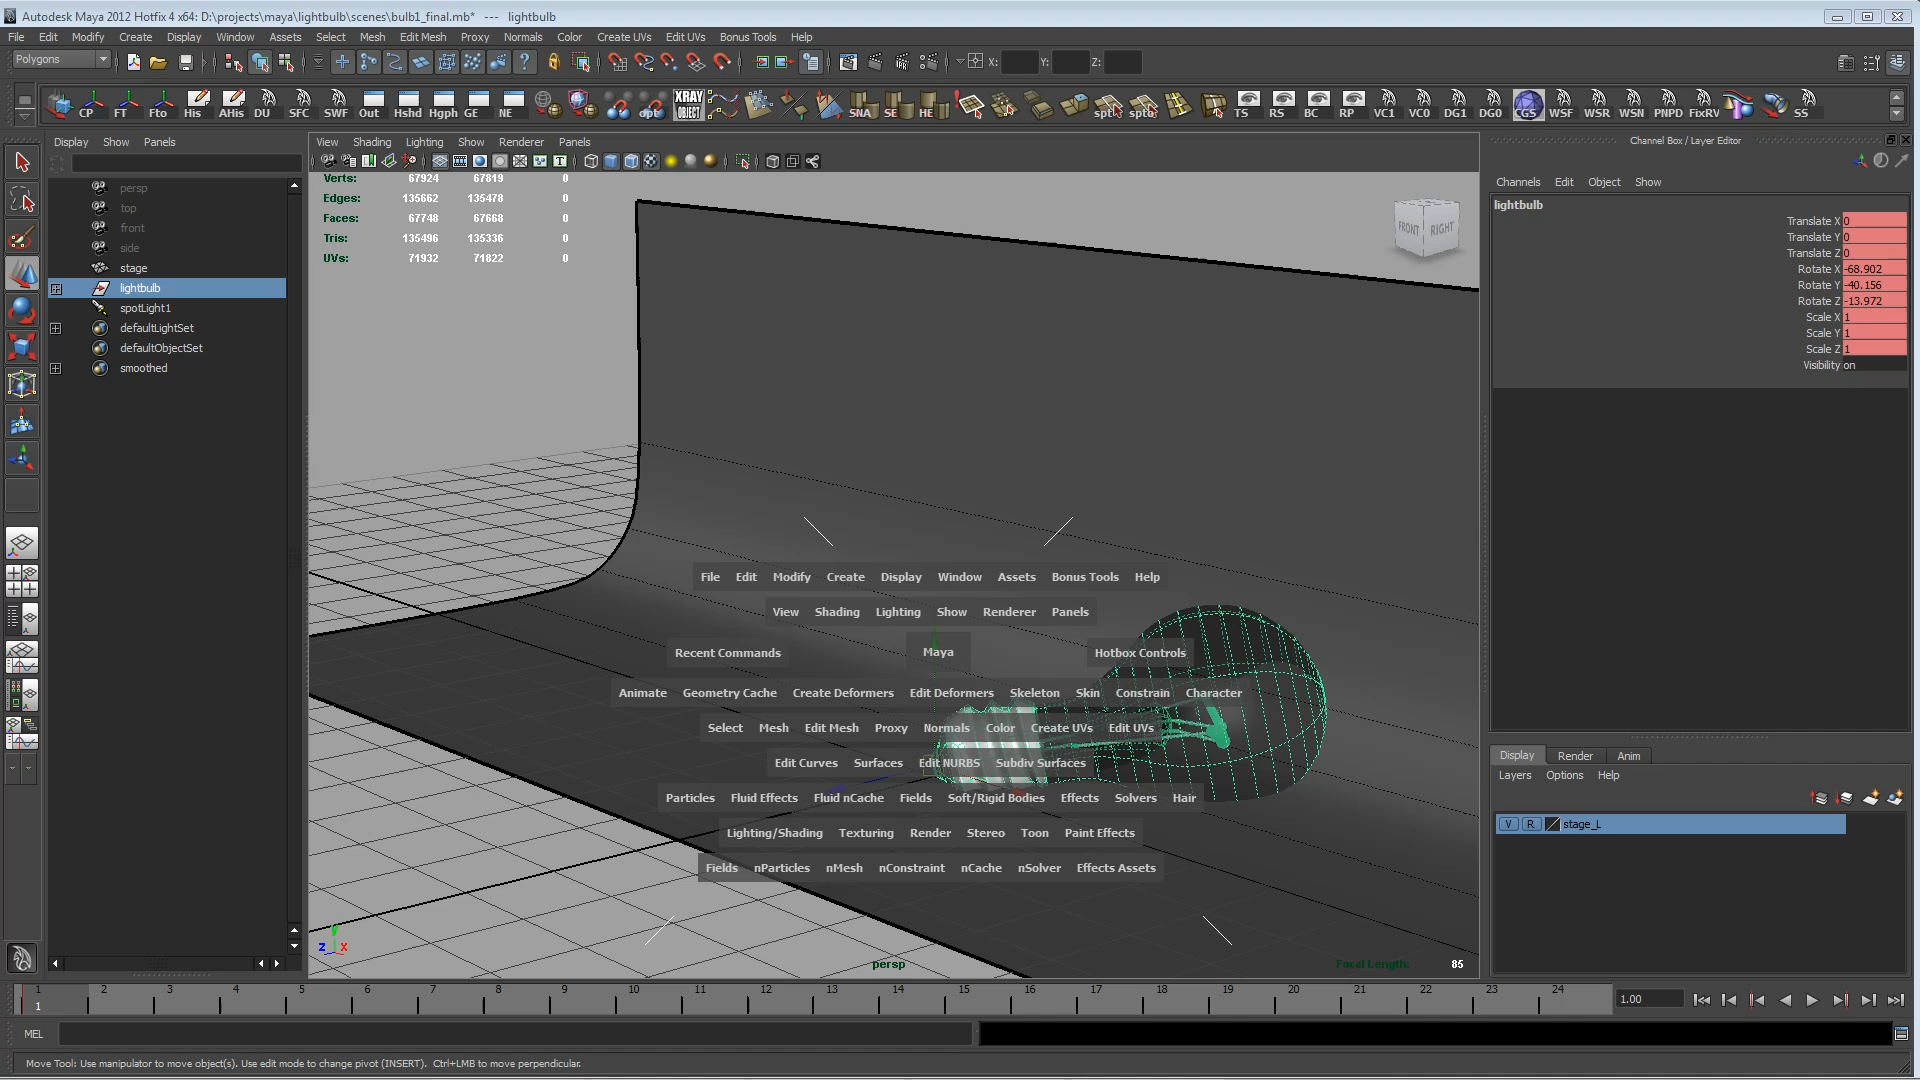 Autodesk Maya 2012 Hotfix 4 x64: D:\projects\maya\lightbulb\scenes\bulb1_final.mb* --- lightbulb
File Edit Modify Create Display Window Assets Select Mesh Edit Mesh Proxy Normals Color Create UVs Edit UVs Bonus Tools Help
Polygons X: Y: Z:
CP FT Fto His AHis DU SFC SWF Out Hshd Hgph GE NE opt XRAY OBJECT SNA SE HE TS RS BC RP VC1 VC0 DG1 DG0 CGS WSF WSR WSN PNPD FixRV SS
Display Show Panels
persp
top
front
side
stage
lightbulb
spotLight1
defaultLightSet
defaultObjectSet
smoothed
View Shading Lighting Show Renderer Panels
Verts: 67924 67819 0
Edges: 135662 135478 0
Faces: 67748 67668 0
Tris: 135496 135336 0
UVs: 71932 71822 0
FRONT RIGHT
File Edit Modify Create Display Window Assets Bonus Tools Help
View Shading Lighting Show Renderer Panels
Recent Commands Maya Hotbox Controls
Animate Geometry Cache Create Deformers Edit Deformers Skeleton Skin Constrain Character
Select Mesh Edit Mesh Proxy Normals Color Create UVs Edit UVs
Edit Curves Surfaces Edit NURBS Subdiv Surfaces
Particles Fluid Effects Fluid nCache Fields Soft/Rigid Bodies Effects Solvers Hair
Lighting/Shading Texturing Render Stereo Toon Paint Effects
Fields nParticles nMesh nConstraint nCache nSolver Effects Assets
z x
persp
Focal Length: 85
Channel Box / Layer Editor
Channels Edit Object Show
lightbulb
Translate X 0
Translate Y 0
Translate Z 0
Rotate X -68.902
Rotate Y -40.156
Rotate Z -13.972
Scale X 1
Scale Y 1
Scale Z 1
Visibility on
Display Render Anim
Layers Options Help
V R stage_L
1 2 3 4 5 6 7 8 9 10 11 12 13 14 15 16 17 18 19 20 21 22 23 24
1
1.00
MEL
Move Tool: Use manipulator to move object(s). Use edit mode to change pivot (INSERT). Ctrl+LMB to move perpendicular.